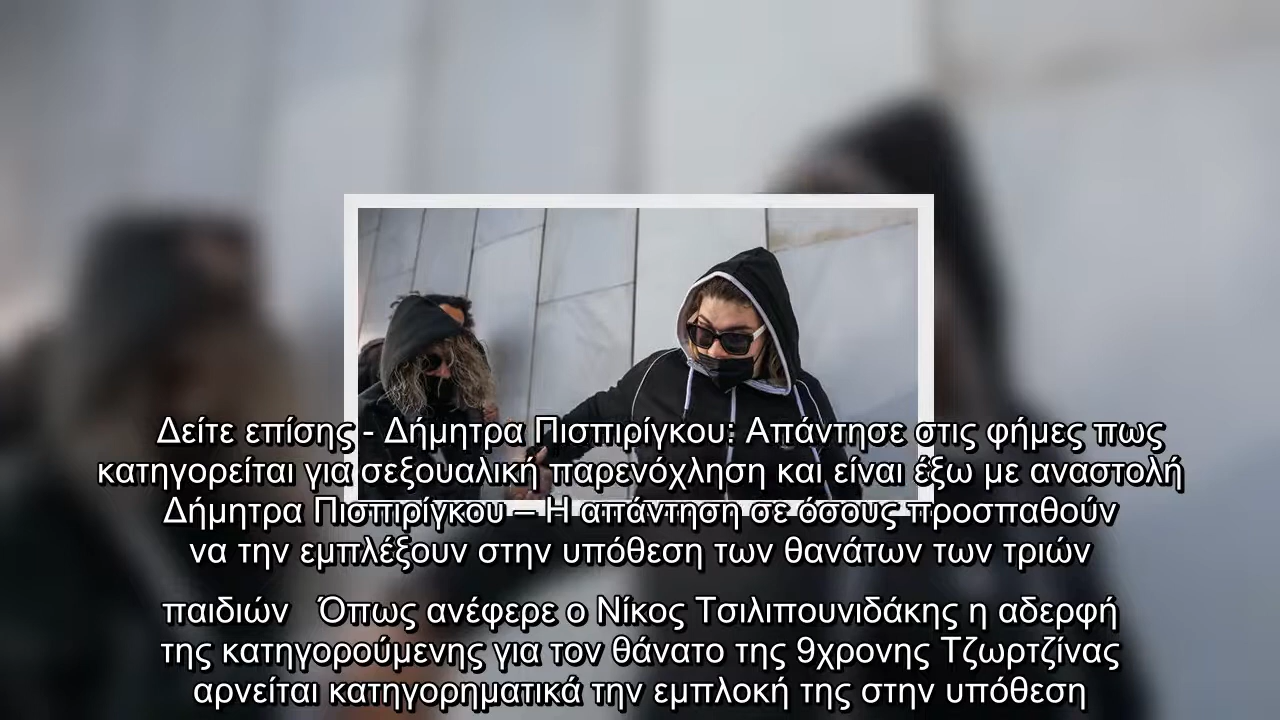 Δείτε επίσης - Δήμητρα Πισπιρίγκου: Απάντησε στις φήμες πως
κατηγορείται για σεξουαλική παρενόχληση και είναι έξω με αναστολή
Δήμητρα Πισπιρίγκου – Η απάντηση σε όσους προσπαθούν
να την εμπλέξουν στην υπόθεση των θανάτων των τριών
παιδιών   Όπως ανέφερε ο Νίκος Τσιλιπουνιδάκης η αδερφή
της κατηγορούμενης για τον θάνατο της 9χρονης Τζωρτζίνας
αρνείται κατηγορηματικά την εμπλοκή της στην υπόθεση